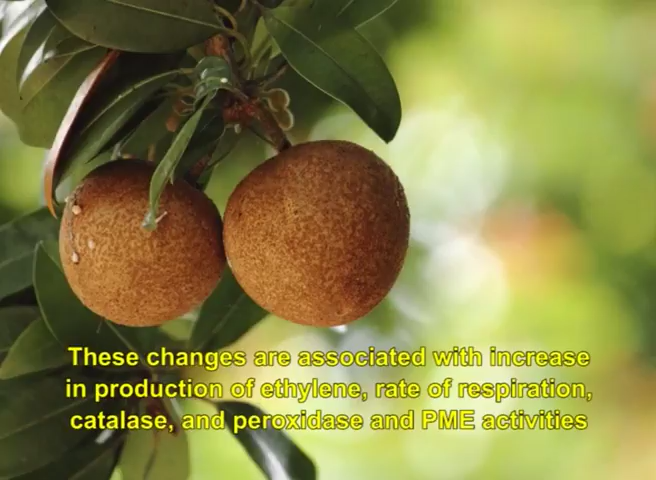 These changes are associated with increase
in production of ethylene, rate of respiration,
catalase, and peroxidase and PME activities